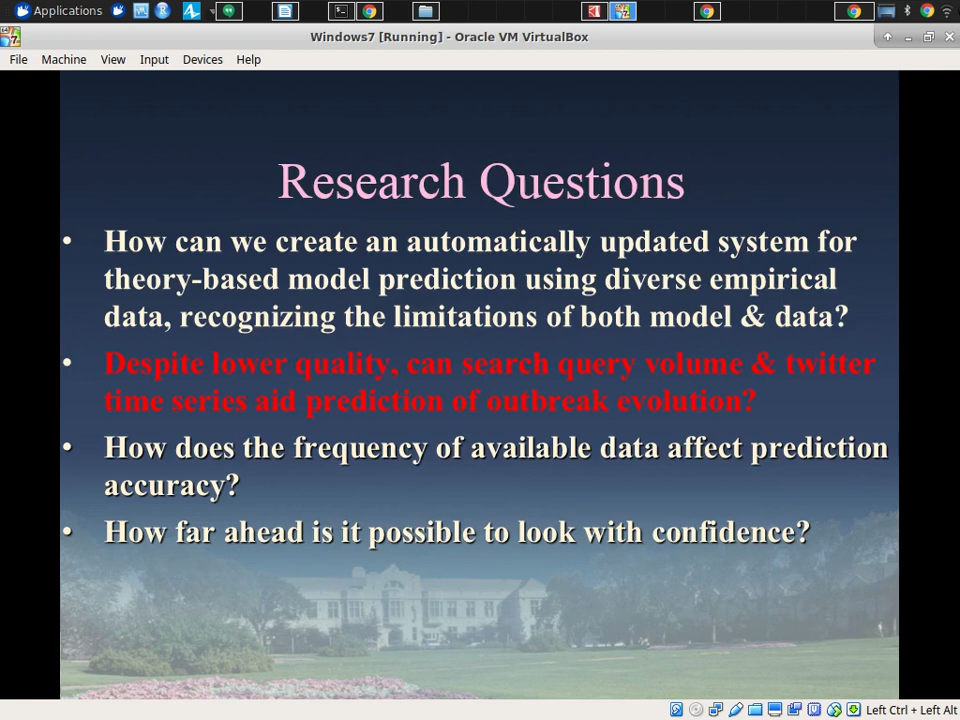 Applications
Windows7 [Running] - Oracle VM VirtualBox
File Machine View Input Devices Help
Research Questions
• How can we create an automatically updated system for
theory-based model prediction using diverse empirical
data, recognizing the limitations of both model & data?
• Despite lower quality, can search query volume & twitter
time series aid prediction of outbreak evolution?
• How does the frequency of available data affect prediction
accuracy?
• How far ahead is it possible to look with confidence?
Left Ctrl + Left Alt